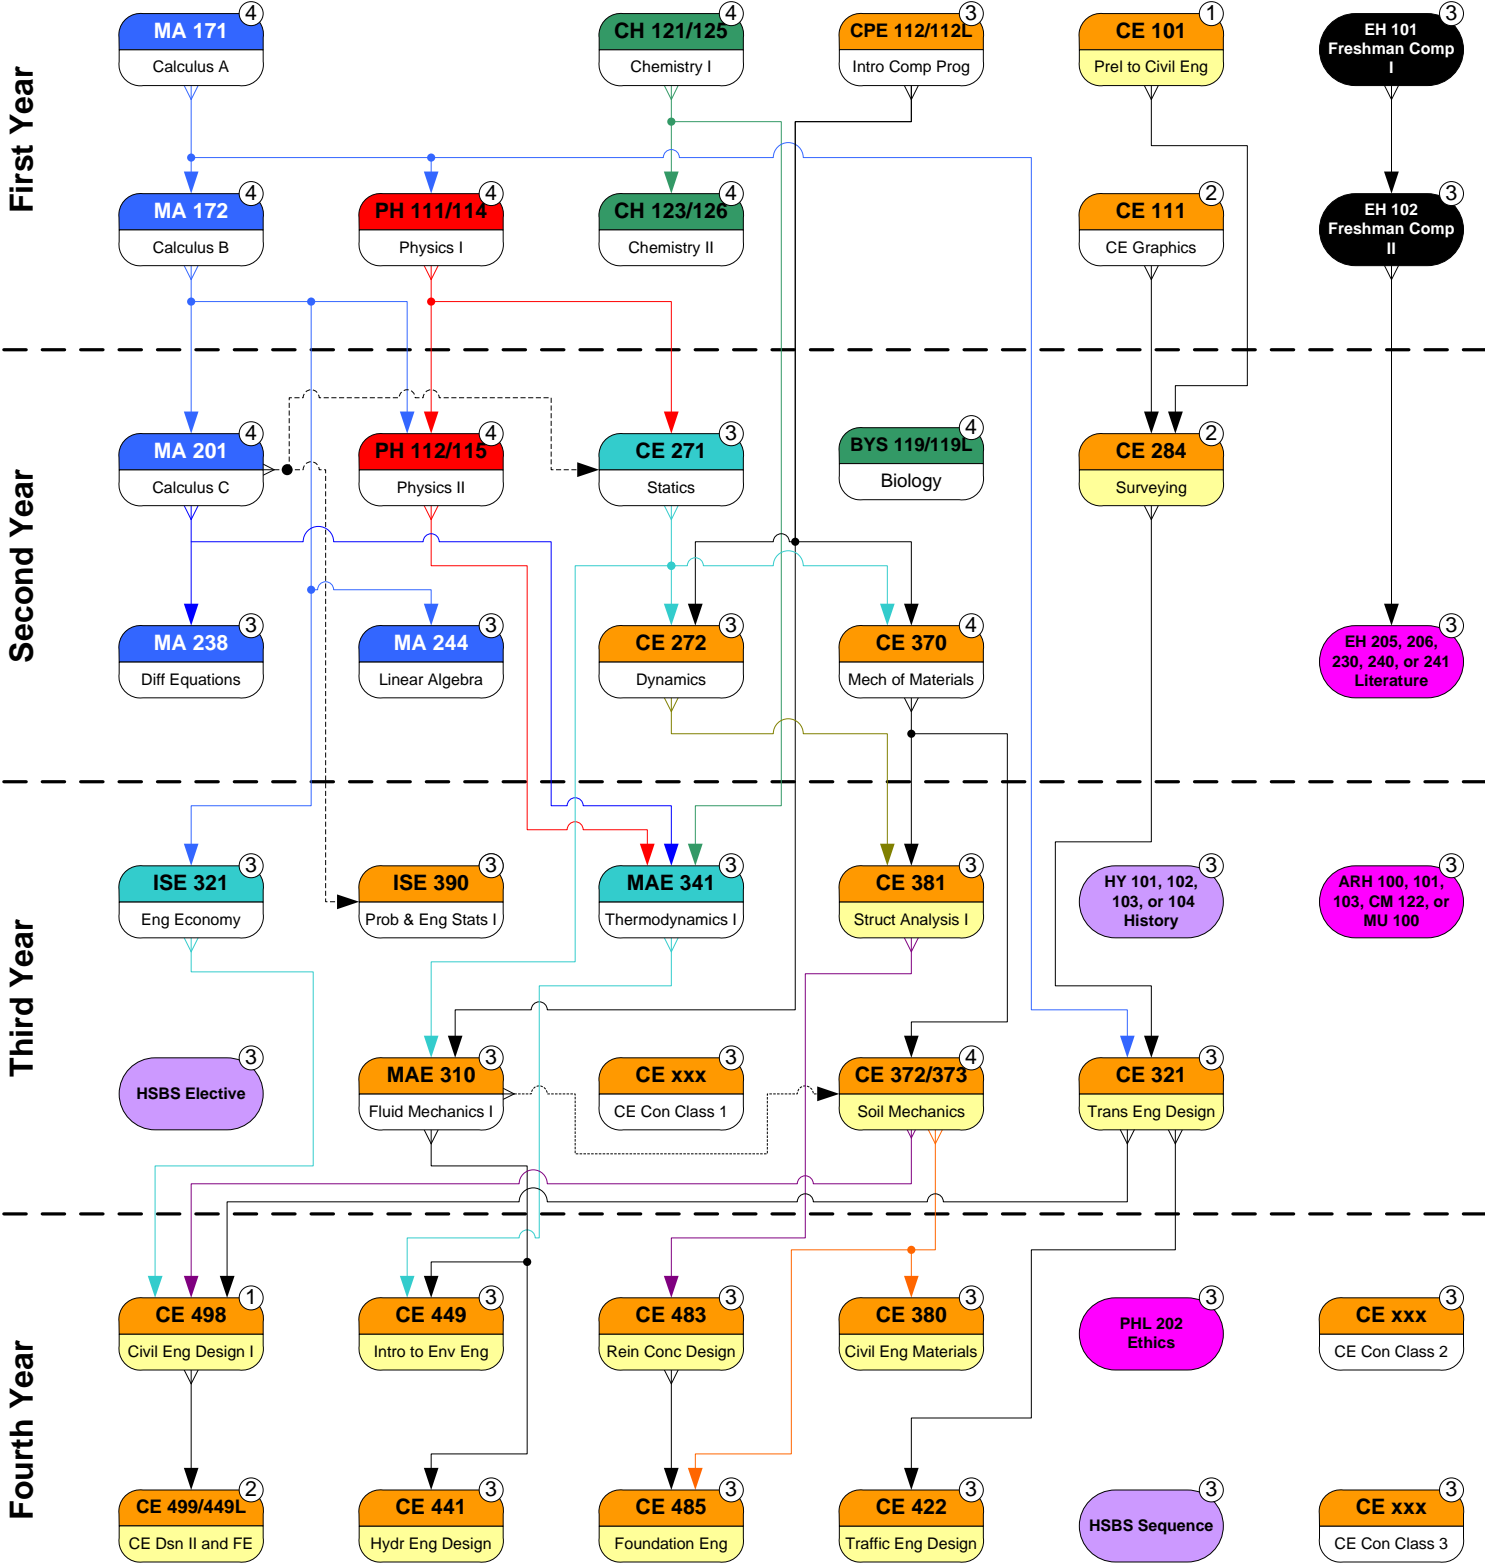 First Year
4
MA 171
Calculus A
4
CH 121/125
Chemistry I
3
CPE 112/112L
Intro Comp Prog
1
CE 101
Prel to Civil Eng
3
EH 101
Freshman Comp
I
4
MA 172
Calculus B
4
PH 111/114
Physics I
4
CH 123/126
Chemistry II
2
CE 111
CE Graphics
3
EH 102
Freshman Comp
II
Second Year
4
MA 201
Calculus C
4
PH 112/115
Physics II
3
CE 271
Statics
4
BYS 119/119L
Biology
2
CE 284
Surveying
3
MA 238
Diff Equations
3
MA 244
Linear Algebra
3
CE 272
Dynamics
4
CE 370
Mech of Materials
3
EH 205, 206,
230, 240, or 241
Literature
Third Year
3
ISE 321
Eng Economy
3
ISE 390
Prob & Eng Stats I
3
MAE 341
Thermodynamics I
3
CE 381
Struct Analysis I
3
HY 101, 102,
103, or 104
History
3
ARH 100, 101,
103, CM 122, or
MU 100
3
HSBS Elective
3
MAE 310
Fluid Mechanics I
3
CE xxx
CE Con Class 1
4
CE 372/373
Soil Mechanics
3
CE 321
Trans Eng Design
Fourth Year
1
CE 498
Civil Eng Design I
3
CE 449
Intro to Env Eng
3
CE 483
Rein Conc Design
3
CE 380
Civil Eng Materials
3
PHL 202
Ethics
3
CE xxx
CE Con Class 2
2
CE 499/449L
CE Dsn II and FE
3
CE 441
Hydr Eng Design
3
CE 485
Foundation Eng
3
CE 422
Traffic Eng Design
3
HSBS Sequence
3
CE xxx
CE Con Class 3